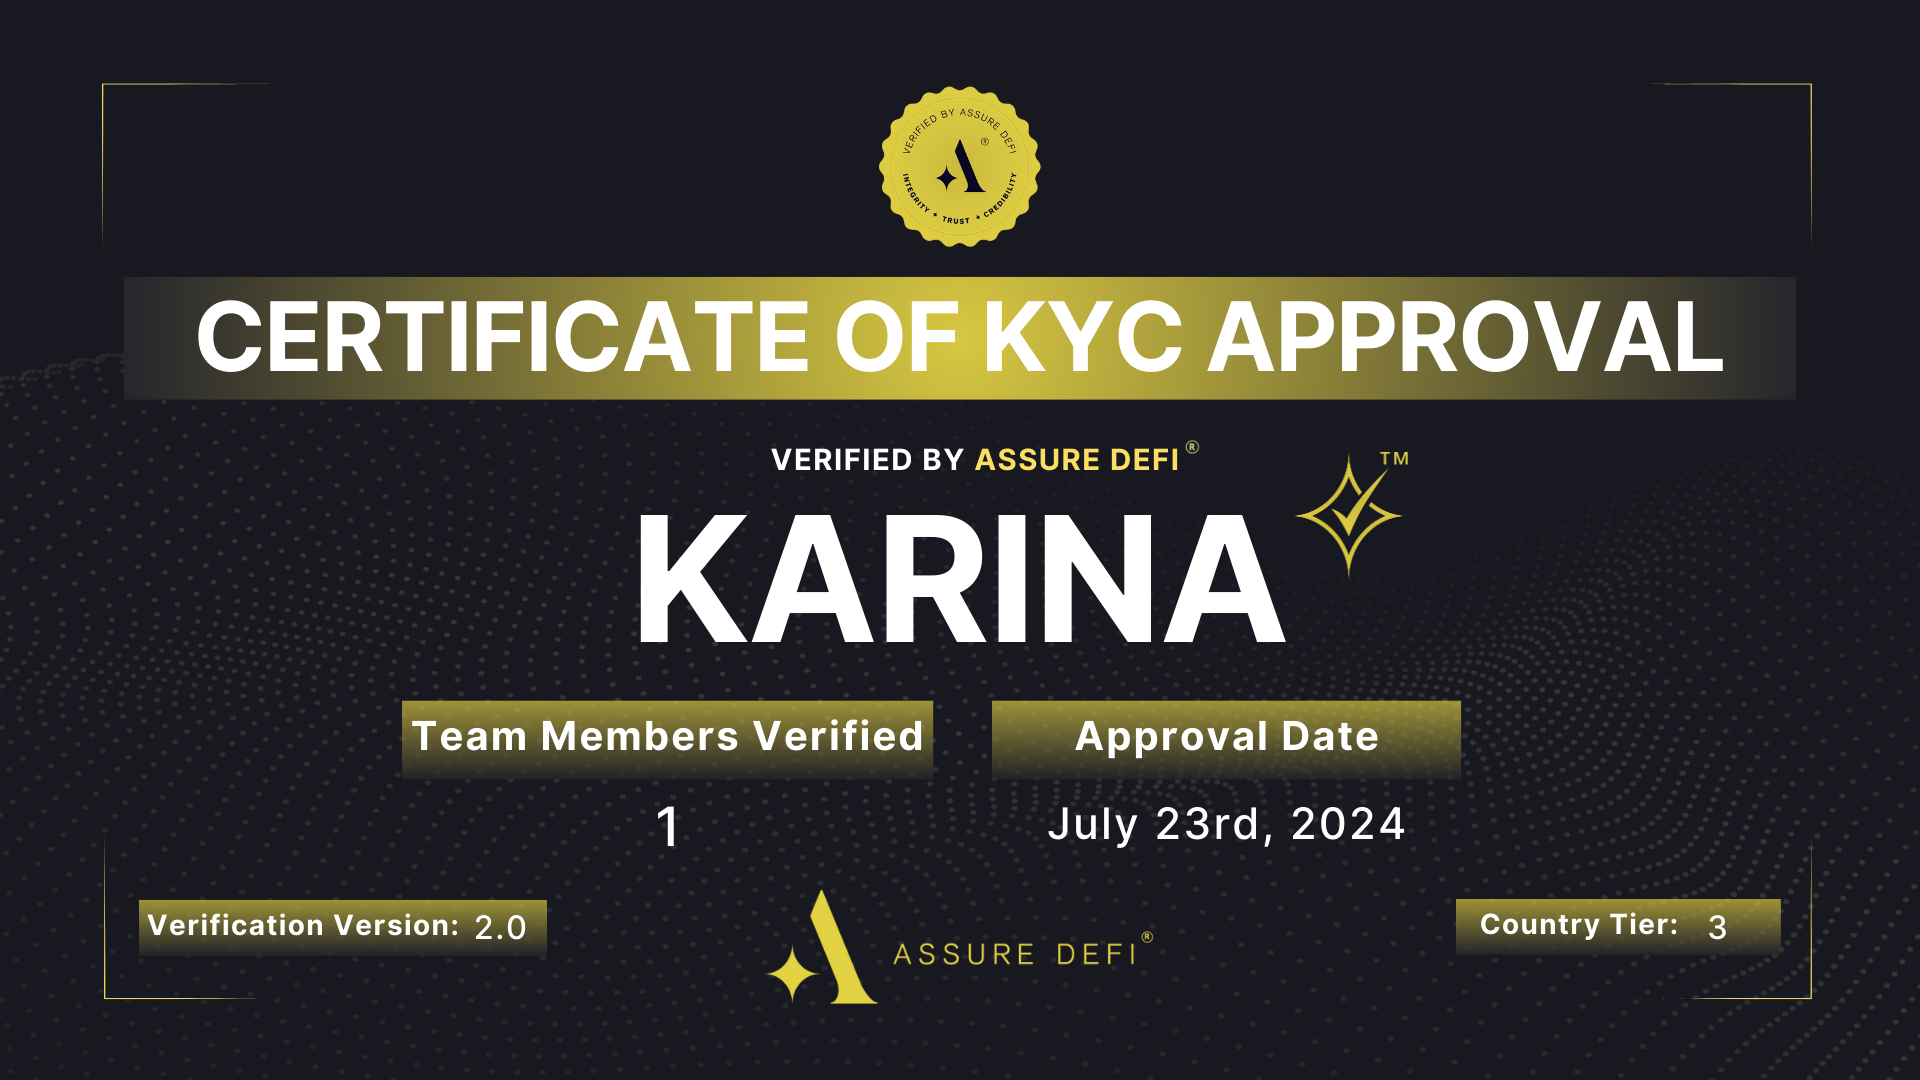 VERIFIED BY ASSURE DEFI
®
INTEGRITY ✦ TRUST ✦ CREDIBILITY
CERTIFICATE OF KYC APPROVAL
VERIFIED BY ASSURE DEFI®
KARINA
TM
Team Members Verified
Approval Date
1
July 23rd, 2024
Verification Version: 2.0
ASSURE DEFI®
Country Tier: 3